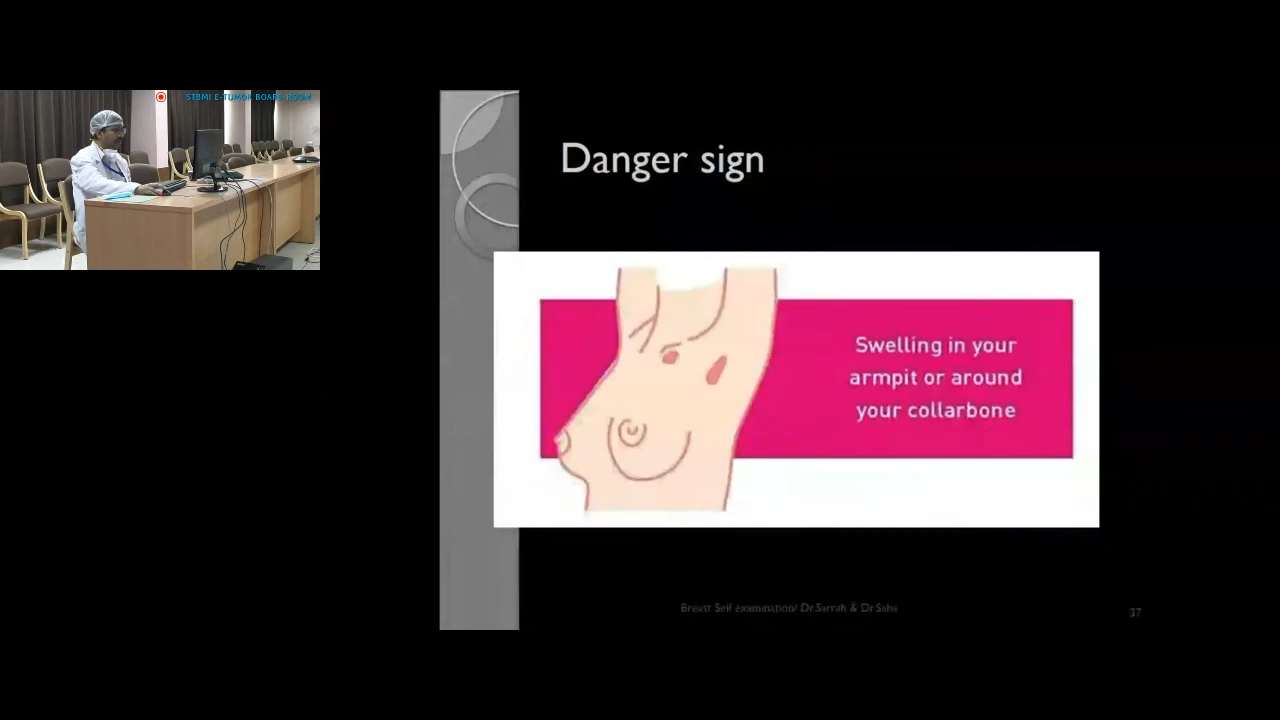 STBMI E-TUMOR BOARD ROOM
Danger sign
Swelling in your
armpit or around
your collarbone
Breast Self examination/ Dr.Sarrah & Dr.Saba
37